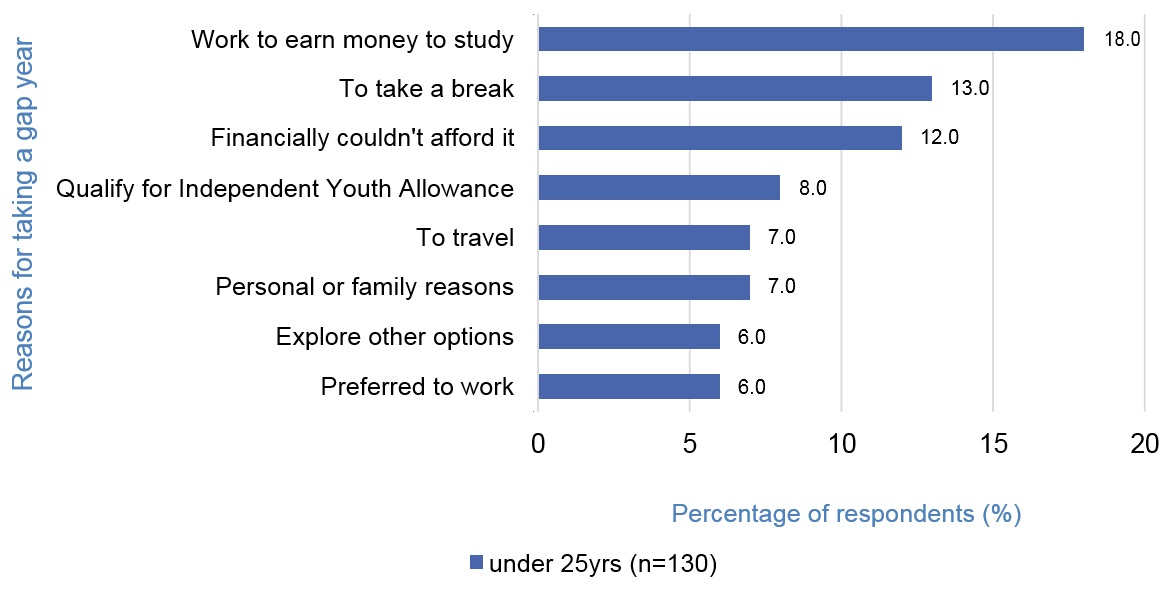 Reasons for taking a gap year
Work to earn money to study 18.0
To take a break 13.0
Financially couldn't afford it 12.0
Qualify for Independent Youth Allowance 8.0
To travel 7.0
Personal or family reasons 7.0
Explore other options 6.0
Preferred to work 6.0
0 5 10 15 20
Percentage of respondents (%)
under 25yrs (n=130)